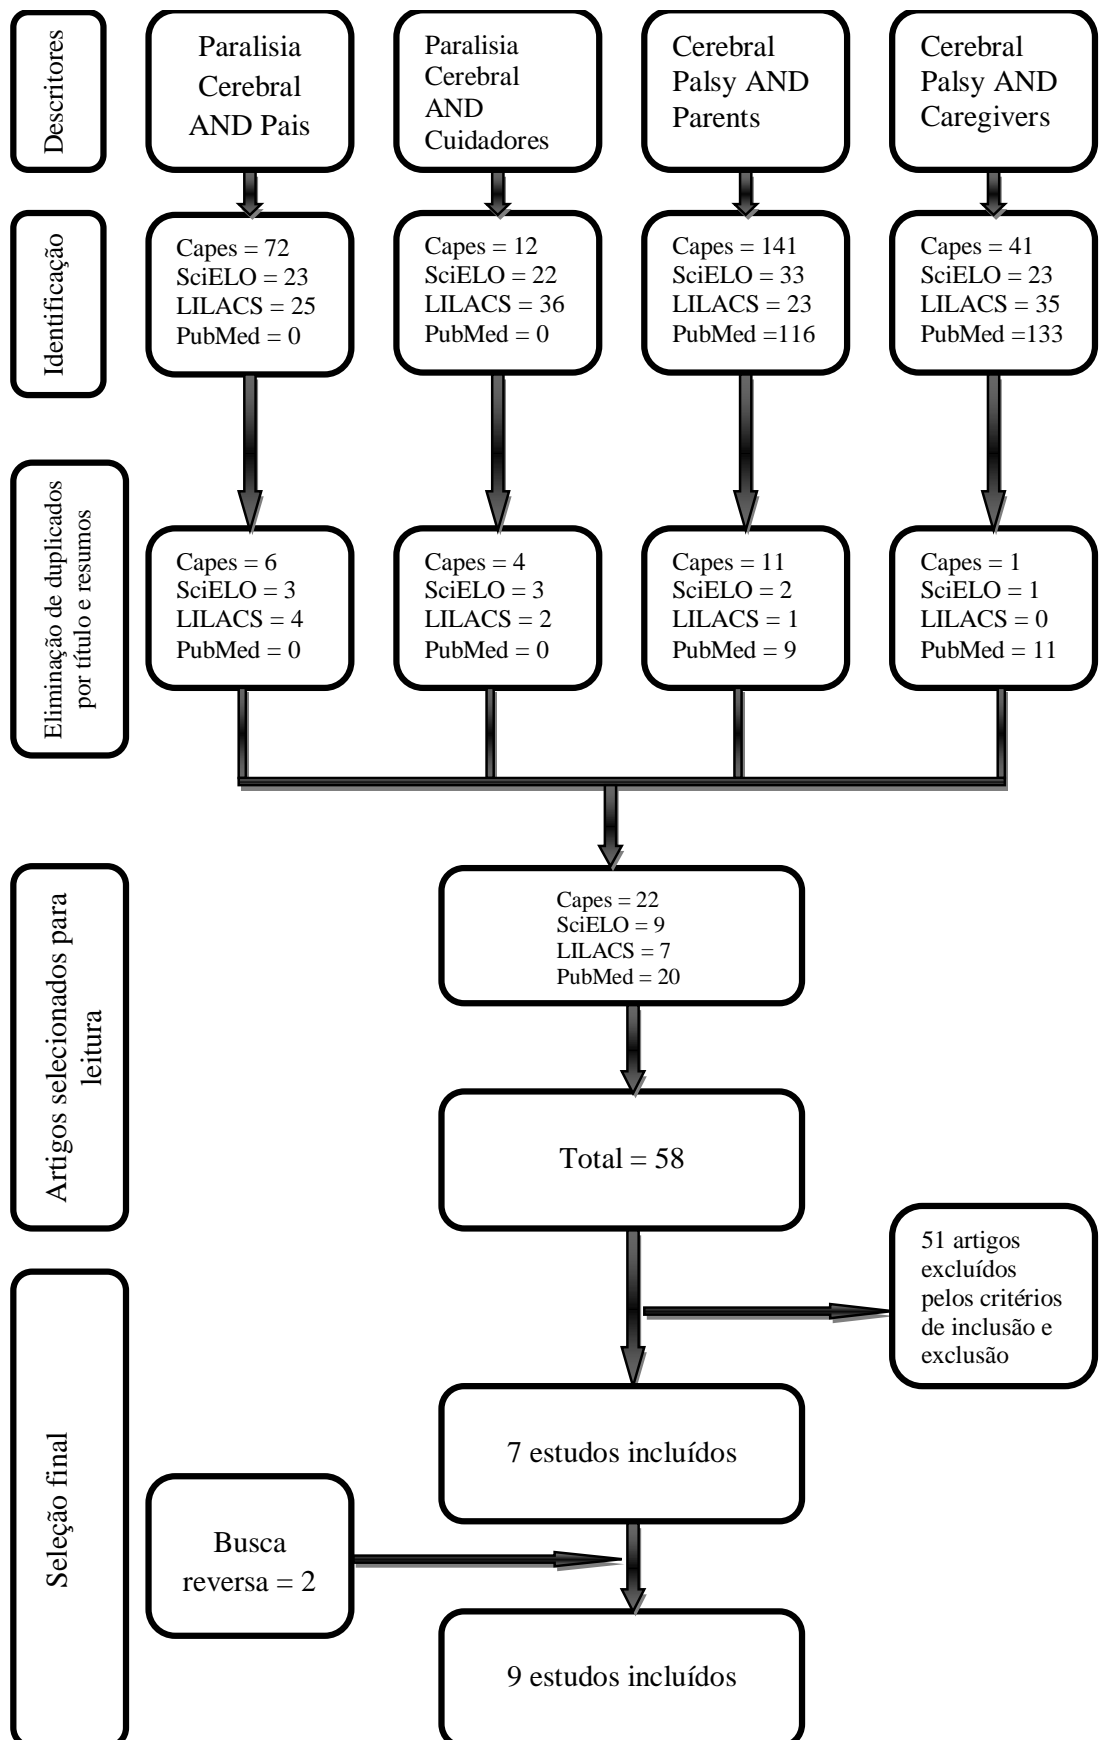 Descritores
Paralisia
Cerebral
AND Pais
Paralisia
Cerebral
AND
Cuidadores
Cerebral
Palsy AND
Parents
Cerebral
Palsy AND
Caregivers
Identificação
Capes = 72
SciELO = 23
LILACS = 25
PubMed = 0
Capes = 12
SciELO = 22
LILACS = 36
PubMed = 0
Capes = 141
SciELO = 33
LILACS = 23
PubMed =116
Capes = 41
SciELO = 23
LILACS = 35
PubMed =133
Eliminação de duplicados
por título e resumos
Capes = 6
SciELO = 3
LILACS = 4
PubMed = 0
Capes = 4
SciELO = 3
LILACS = 2
PubMed = 0
Capes = 11
SciELO = 2
LILACS = 1
PubMed = 9
Capes = 1
SciELO = 1
LILACS = 0
PubMed = 11
Artigos selecionados para
leitura
Capes = 22
SciELO = 9
LILACS = 7
PubMed = 20
Total = 58
51 artigos
excluídos
pelos critérios
de inclusão e
exclusão
Seleção final
7 estudos incluídos
Busca
reversa = 2
9 estudos incluídos